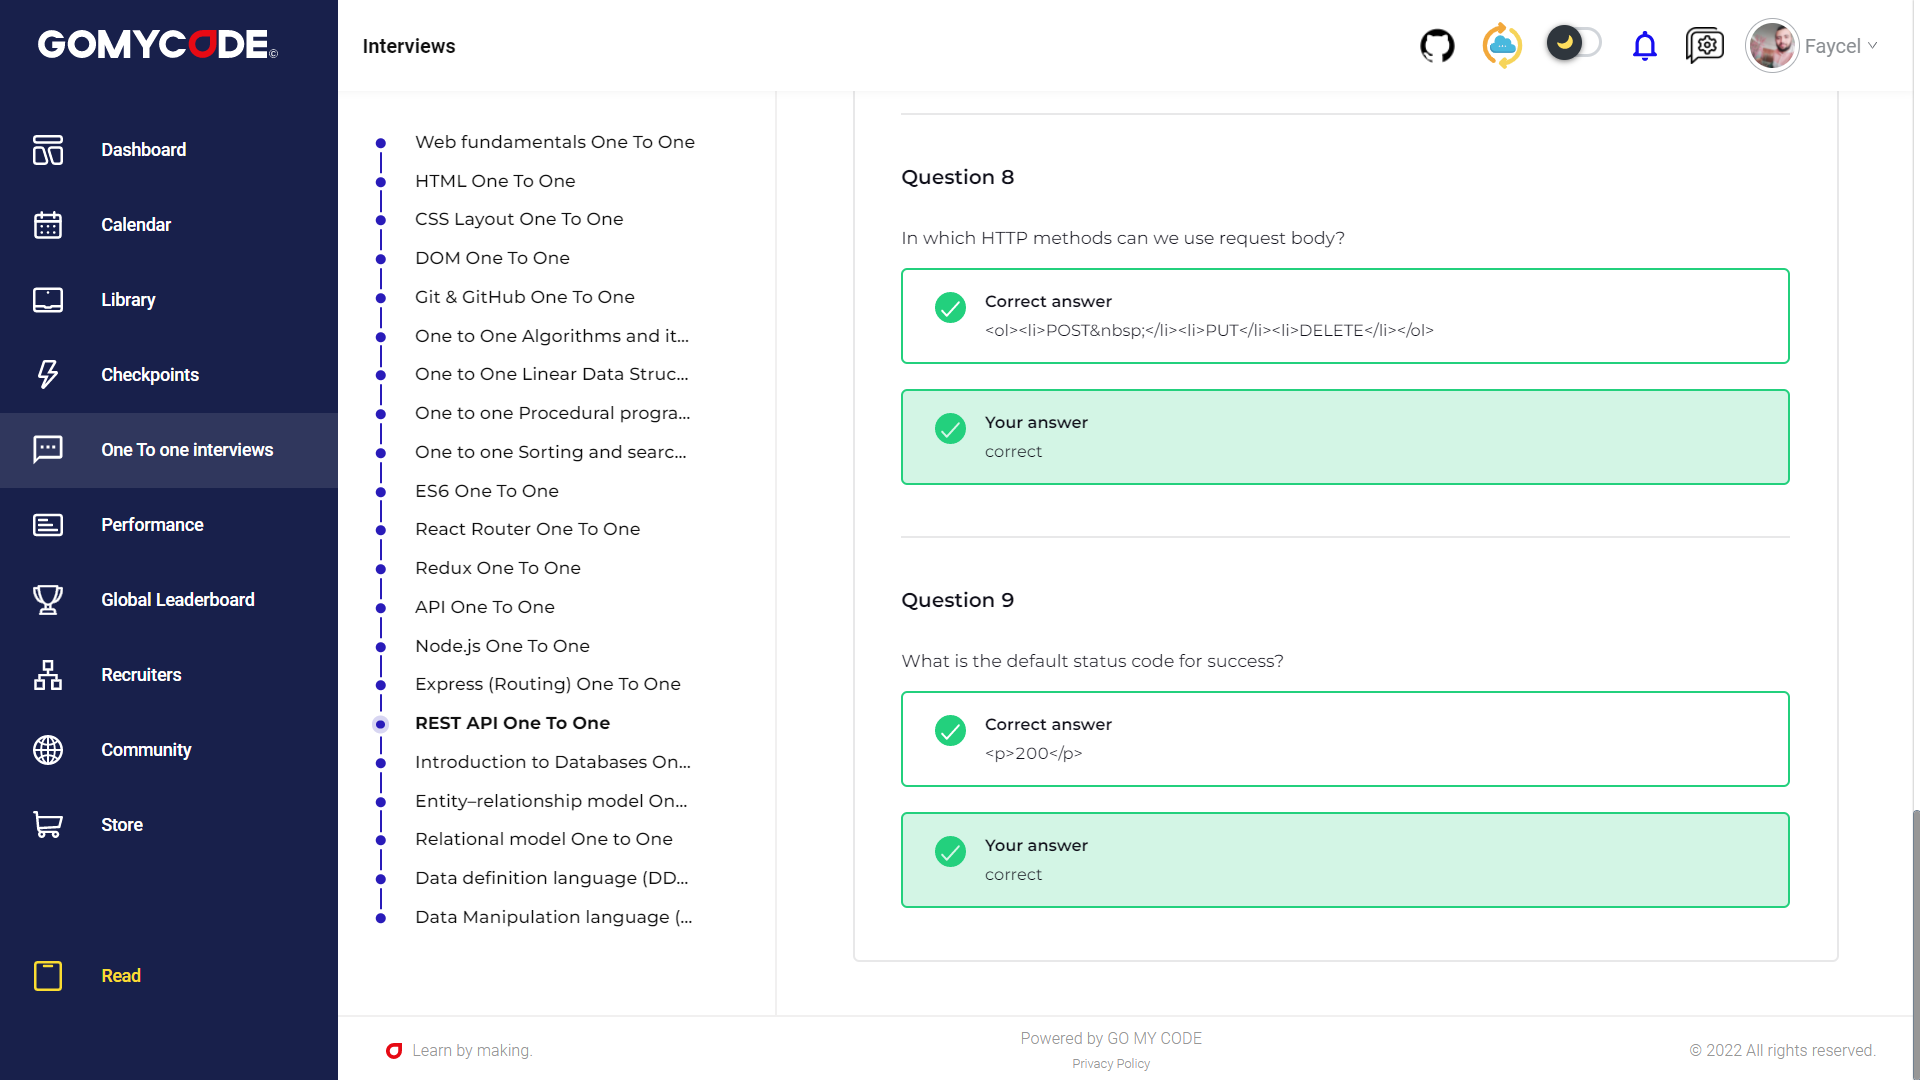 GOMYCODE©
Interviews
Faycel
Dashboard
Calendar
Library
Checkpoints
One To one interviews
Performance
Global Leaderboard
Recruiters
Community
Store
Read
Web fundamentals One To One
HTML One To One
CSS Layout One To One
DOM One To One
Git & GitHub One To One
One to One Algorithms and it...
One to One Linear Data Struc...
One to one Procedural progra...
One to one Sorting and searc...
ES6 One To One
React Router One To One
Redux One To One
API One To One
Node.js One To One
Express (Routing) One To One
REST API One To One
Introduction to Databases On...
Entity–relationship model On...
Relational model One to One
Data definition language (DD...
Data Manipulation language (...
Question 8
In which HTTP methods can we use request body?
Correct answer
<ol><li>POST&nbsp;</li><li>PUT</li><li>DELETE</li></ol>
Your answer
correct
Question 9
What is the default status code for success?
Correct answer
<p>200</p>
Your answer
correct
Learn by making.
Powered by GO MY CODE
Privacy Policy
© 2022 All rights reserved.